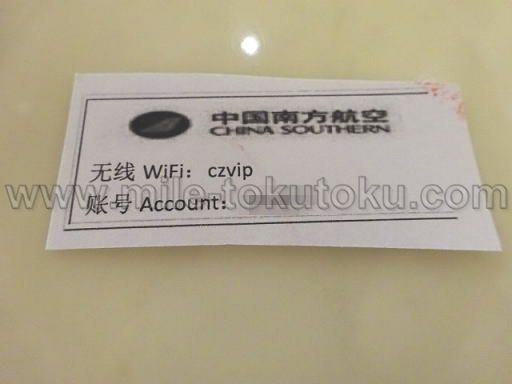 中国南方航空
CHINA SOUTHERN
无线 WiFi： czvip
www.mile-tokutoku.com
账号 Account：